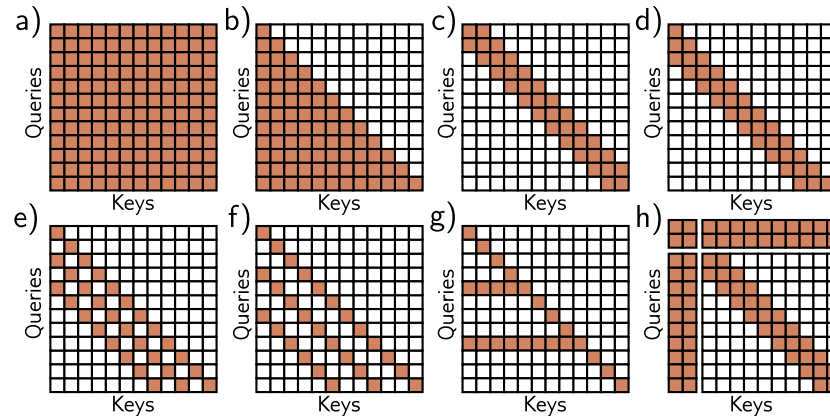 a)
b)
c)
d)
Queries
Queries
Queries
Queries
Keys
Keys
Keys
Keys
e)
f)
g)
h)
Queries
Queries
Queries
Queries
Keys
Keys
Keys
Keys